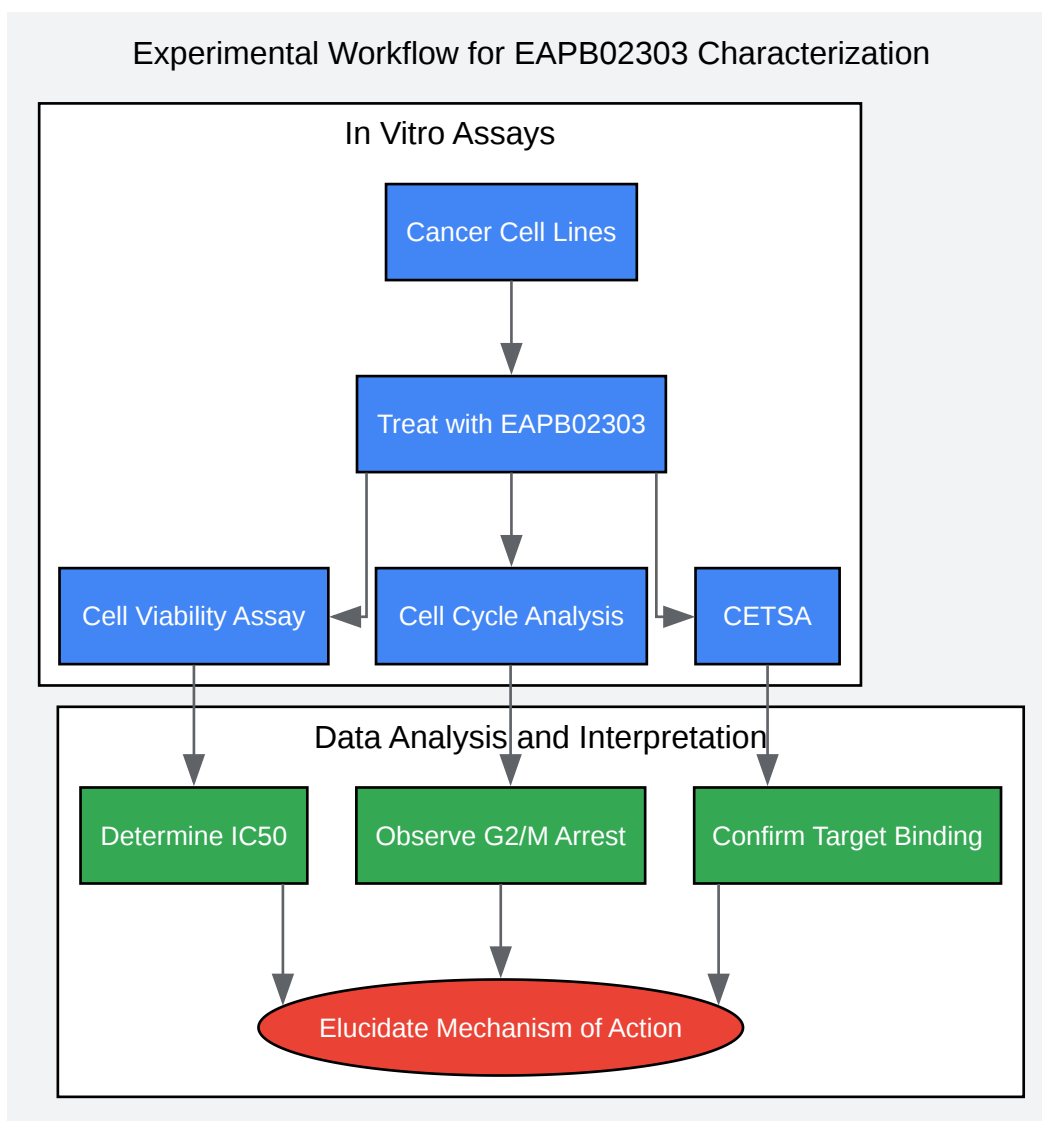 Experimental Workflow for EAPB02303 Characterization
In Vitro Assays
Cancer Cell Lines
Treat with EAPB02303
Cell Viability Assay
Cell Cycle Analysis
CETSA
Data Analysis and Interpretation
Determine IC50
Observe G2/M Arrest
Confirm Target Binding
Elucidate Mechanism of Action